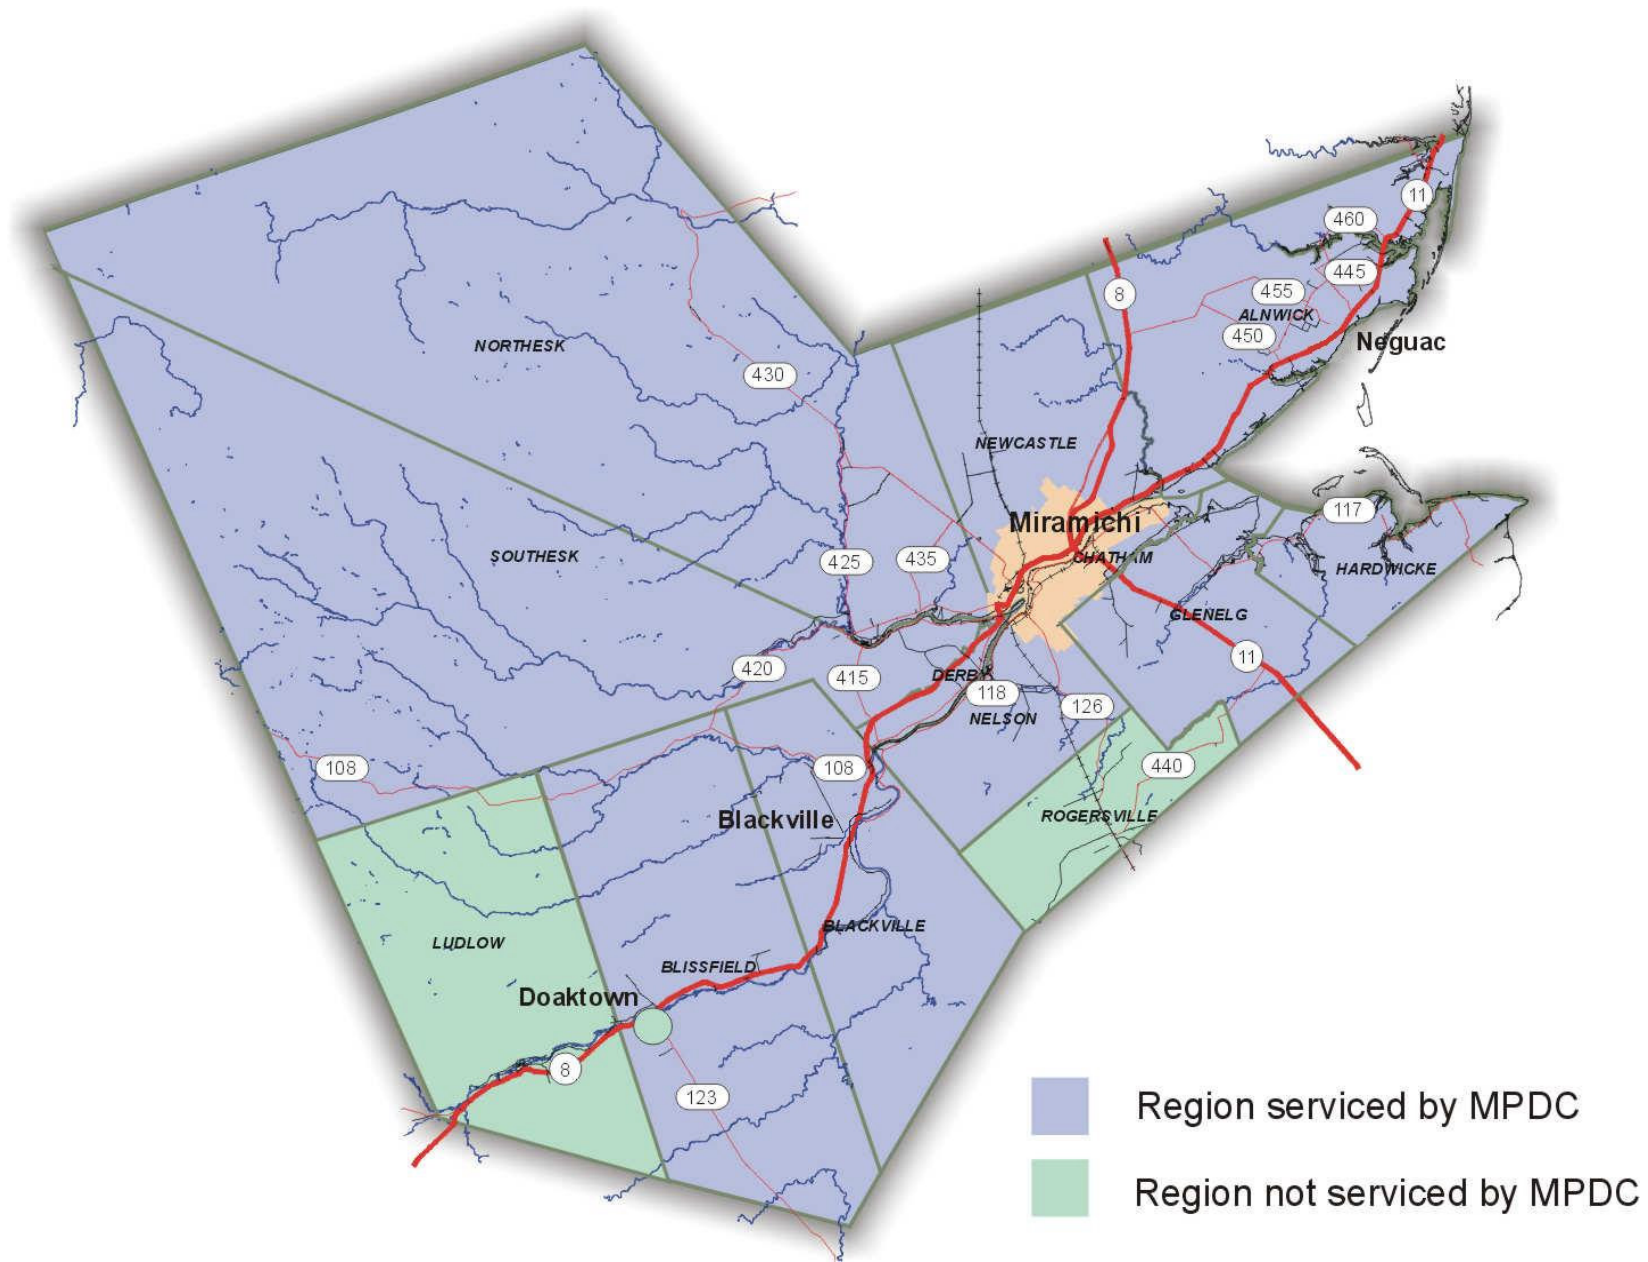 11
460
8
445
455
ALNWICK
450
Neguac
NORTHESK
430
NEWCASTLE
117
Miramichi
SOUTHESK
425
435
CHATHAM
HARDWICKE
GLENELG
11
420
415
DERBY
118
NELSON
126
108
108
440
Blackville
ROGERSVILLE
BLACKVILLE
LUDLOW
BLISSFIELD
Doaktown
8
123
Region serviced by MPDC
Region not serviced by MPDC